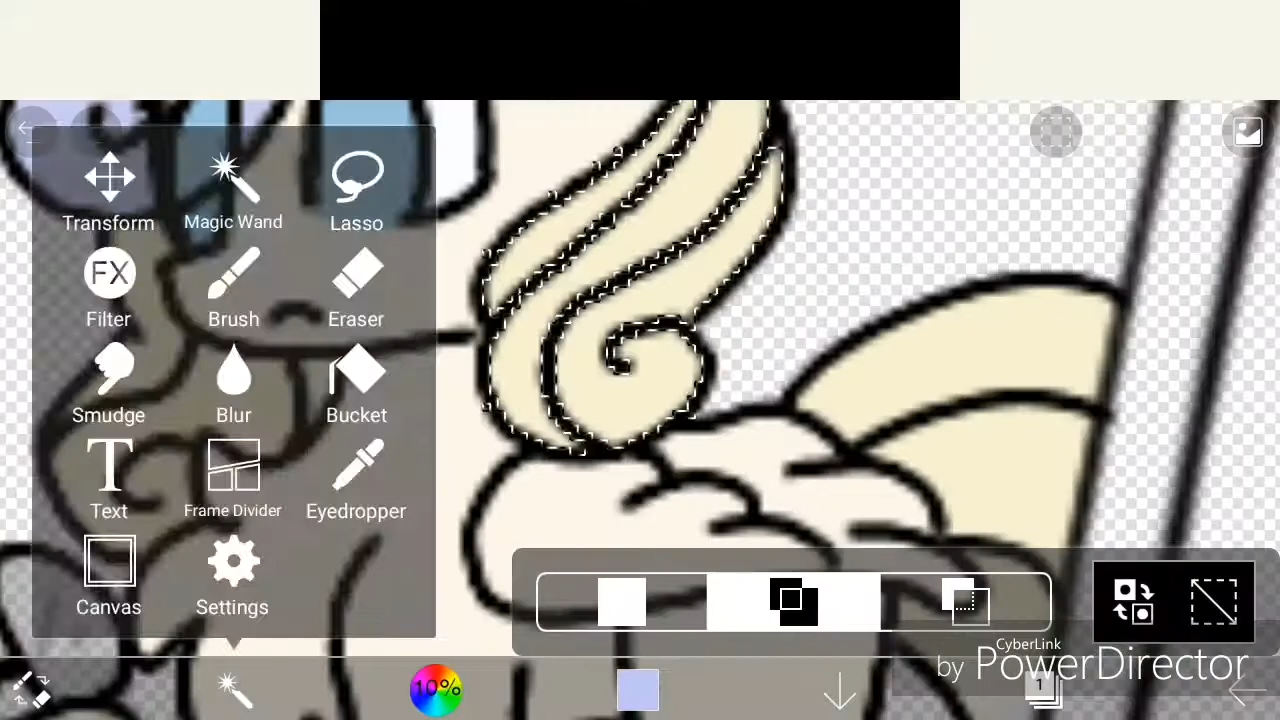 Transform Magic Wand Lasso
FX
Filter Brush Eraser
Smudge Blur Bucket
T
Text Frame Divider Eyedropper
Canvas Settings
CyberLink
by PowerDirector
10% 1